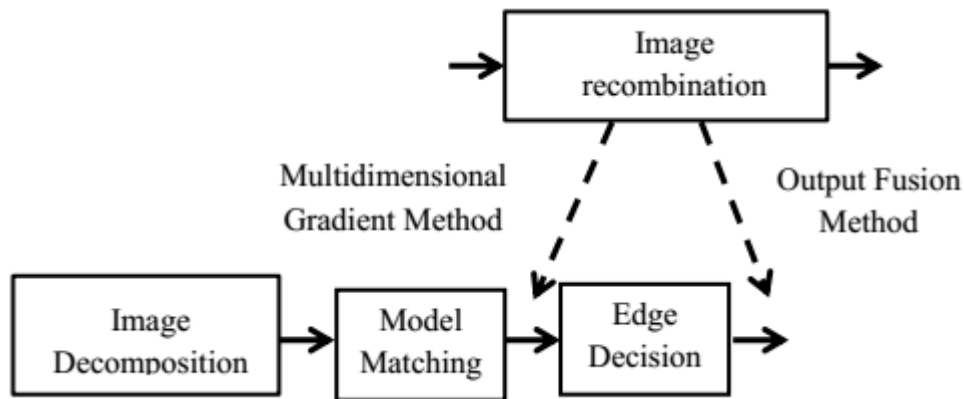 Image
recombination
Multidimensional
Gradient Method
Output Fusion
Method
Image
Decomposition
Model
Matching
Edge
Decision